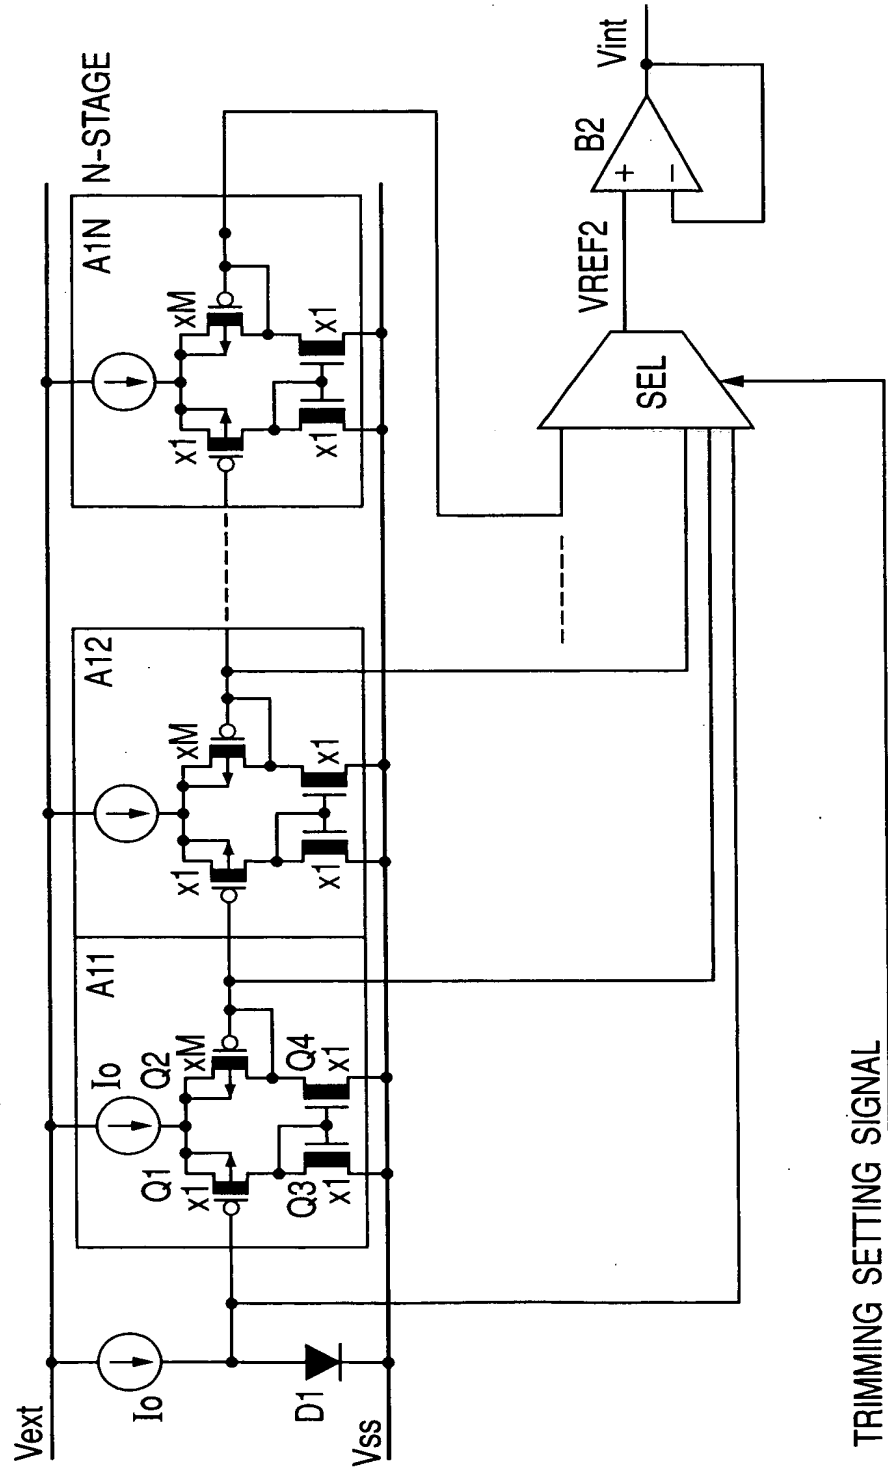 Vext
Io
D1
Vss
A11
Io
Q1
x1
Q2
xM
Q3
x1
Q4
x1
A12
x1
xM
x1
x1
A1N
N-STAGE
x1
xM
x1
x1
SEL
VREF2
B2
+
−
Vint
TRIMMING SETTING SIGNAL